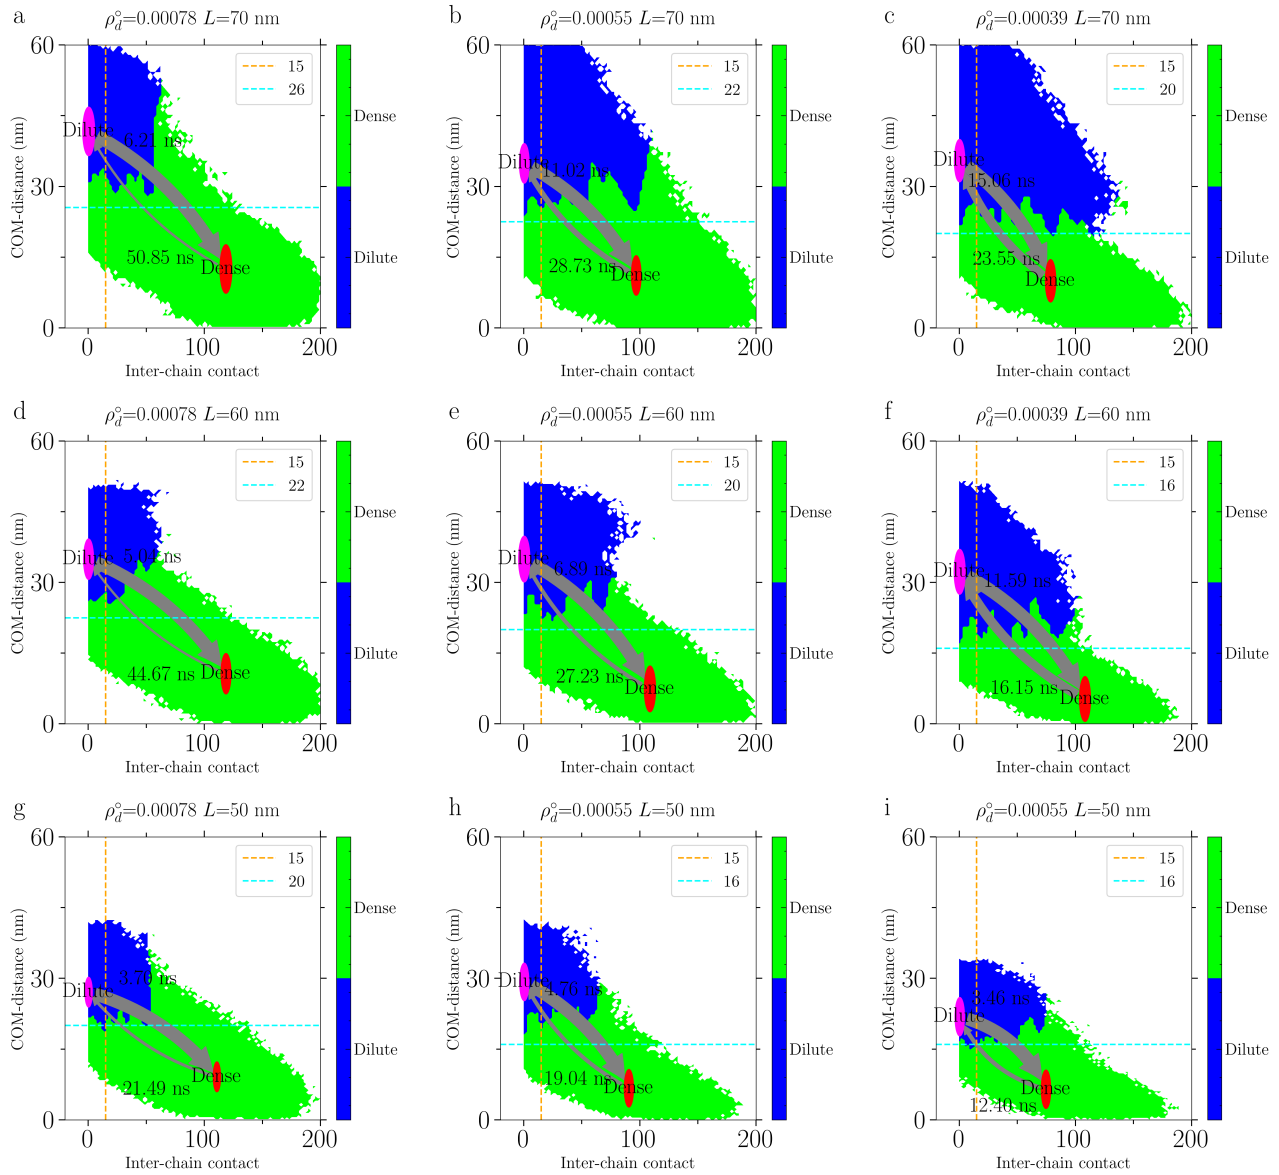 a
ρ_d°=0.00078 L=70 nm
60
30
0
COM-distance (nm)
15
26
Dilute
6.21 ns
50.85 ns
Dense
0
100
200
Inter-chain contact
Dense
Dilute
b
ρ_d°=0.00055 L=70 nm
60
30
0
COM-distance (nm)
15
22
Dilute
11.02 ns
28.73 ns
Dense
0
100
200
Inter-chain contact
Dense
Dilute
c
ρ_d°=0.00039 L=70 nm
60
30
0
COM-distance (nm)
15
20
Dilute
15.06 ns
23.55 ns
Dense
0
100
200
Inter-chain contact
Dense
Dilute
d
ρ_d°=0.00078 L=60 nm
60
30
0
COM-distance (nm)
15
22
Dilute
5.04 ns
44.67 ns
Dense
0
100
200
Inter-chain contact
Dense
Dilute
e
ρ_d°=0.00055 L=60 nm
60
30
0
COM-distance (nm)
15
20
Dilute
6.89 ns
27.23 ns
Dense
0
100
200
Inter-chain contact
Dense
Dilute
f
ρ_d°=0.00039 L=60 nm
60
30
0
COM-distance (nm)
15
16
Dilute
11.59 ns
16.15 ns
Dense
0
100
200
Inter-chain contact
Dense
Dilute
g
ρ_d°=0.00078 L=50 nm
60
30
0
COM-distance (nm)
15
20
Dilute
3.70 ns
21.49 ns
Dense
0
100
200
Inter-chain contact
Dense
Dilute
h
ρ_d°=0.00055 L=50 nm
60
30
0
COM-distance (nm)
15
16
Dilute
4.76 ns
19.04 ns
Dense
0
100
200
Inter-chain contact
Dense
Dilute
i
ρ_d°=0.00055 L=50 nm
60
30
0
COM-distance (nm)
15
16
Dilute
ns
12.40 ns
Dense
0
100
200
Inter-chain contact
Dense
Dilute